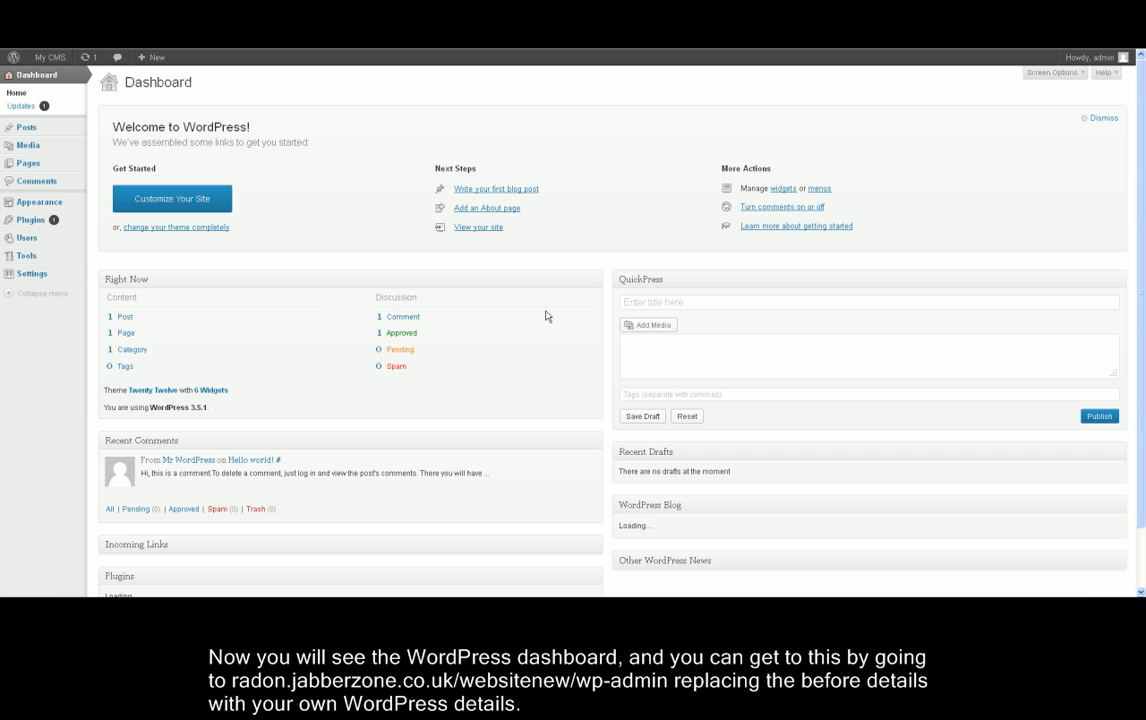 My CMS 1 + New Howdy, admin
Dashboard
Home
Updates 1
Posts
Media
Pages
Comments
Appearance
Plugins 1
Users
Tools
Settings
Collapse menu
Dashboard
Screen Options Help
Welcome to WordPress!
We've assembled some links to get you started:
Dismiss
Get Started
Customize Your Site
or, change your theme completely
Next Steps
Write your first blog post
Add an About page
View your site
More Actions
Manage widgets or menus
Turn comments on or off
Learn more about getting started
Right Now
Content
1 Post
1 Page
1 Category
0 Tags
Discussion
1 Comment
1 Approved
0 Pending
0 Spam
Theme Twenty Twelve with 6 Widgets
You are using WordPress 3.5.1.
Recent Comments
From Mr WordPress on Hello world! #
Hi, this is a comment.To delete a comment, just log in and view the post's comments. There you will have ...
All | Pending (0) | Approved | Spam (0) | Trash (0)
Incoming Links
Plugins
Loading...
QuickPress
Enter title here
Add Media
Tags (separate with commas)
Save Draft Reset Publish
Recent Drafts
There are no drafts at the moment
WordPress Blog
Loading...
Other WordPress News
Now you will see the WordPress dashboard, and you can get to this by going
to radon.jabberzone.co.uk/websitenew/wp-admin replacing the before details
with your own WordPress details.